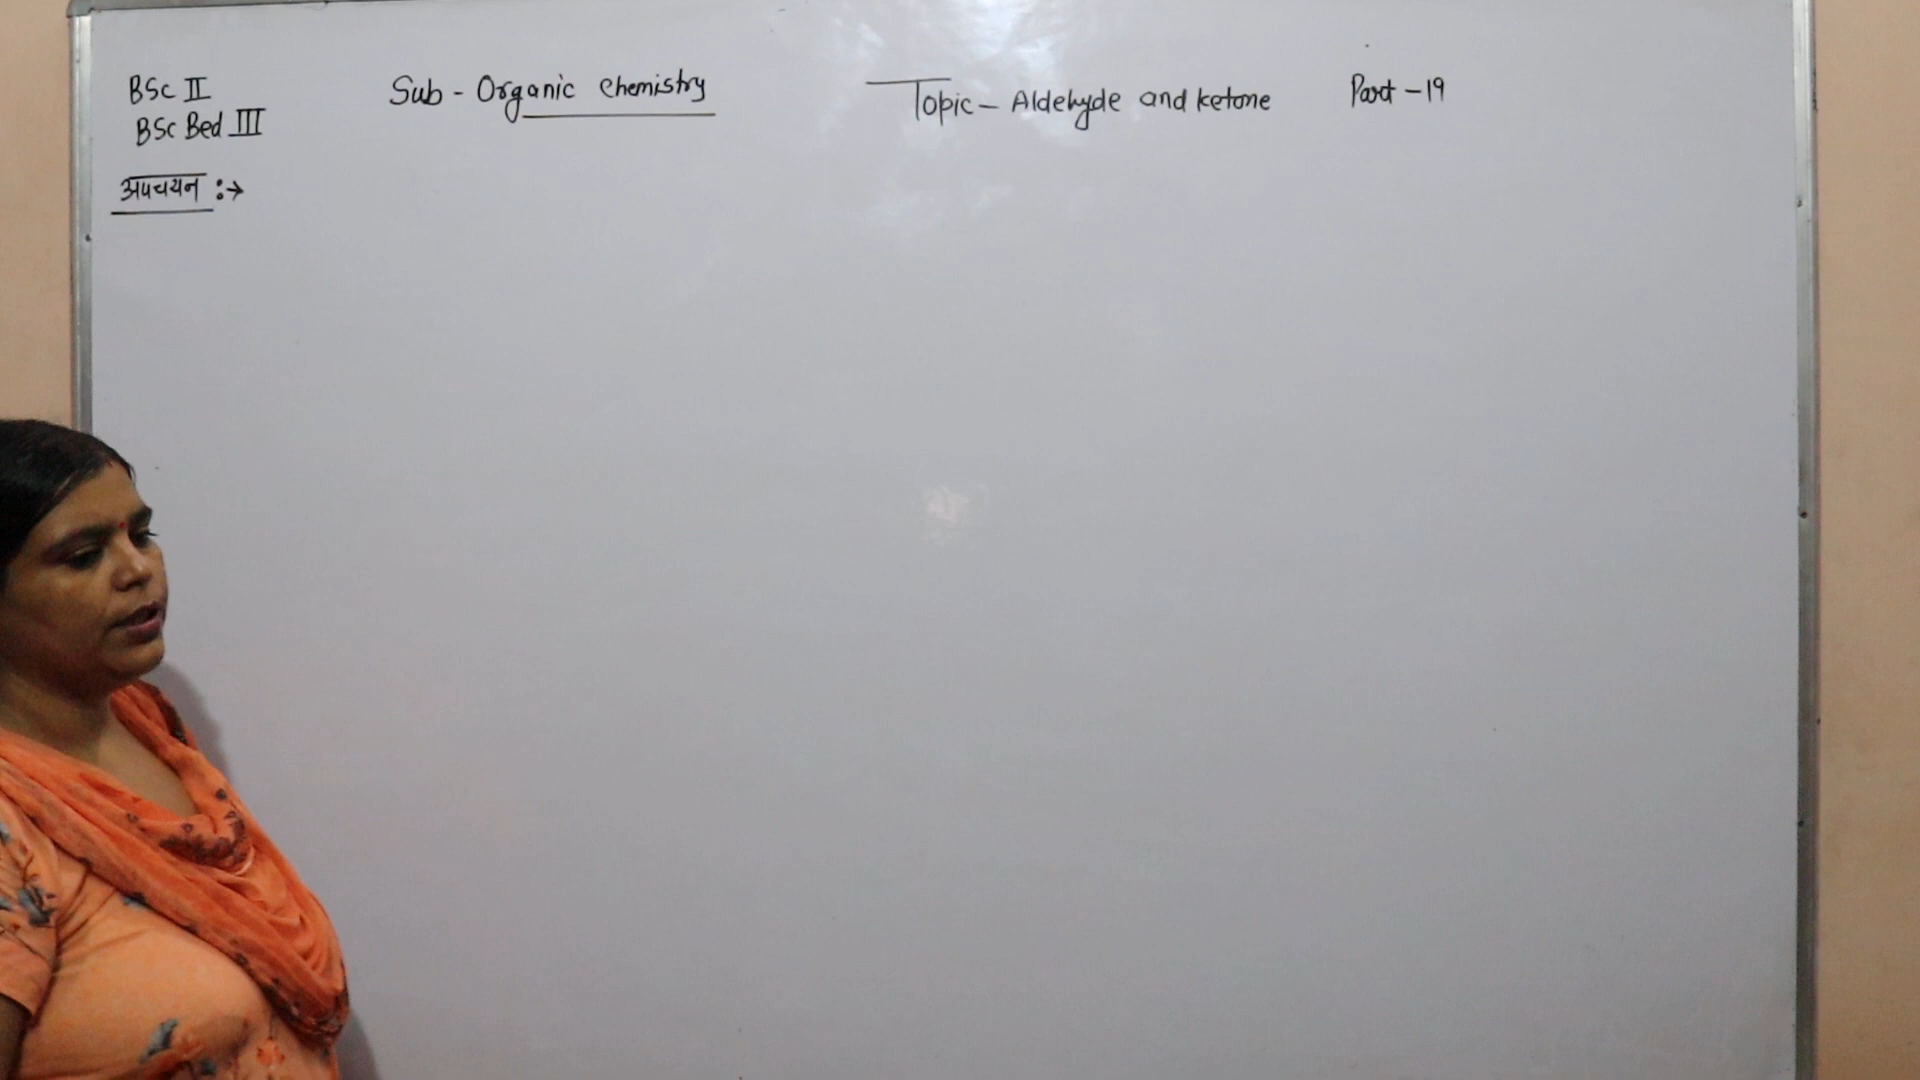 BSc II Sub - Organic chemistry Topic - Aldehyde and ketone Part - 19
BSc Bed III
अपचयन :→